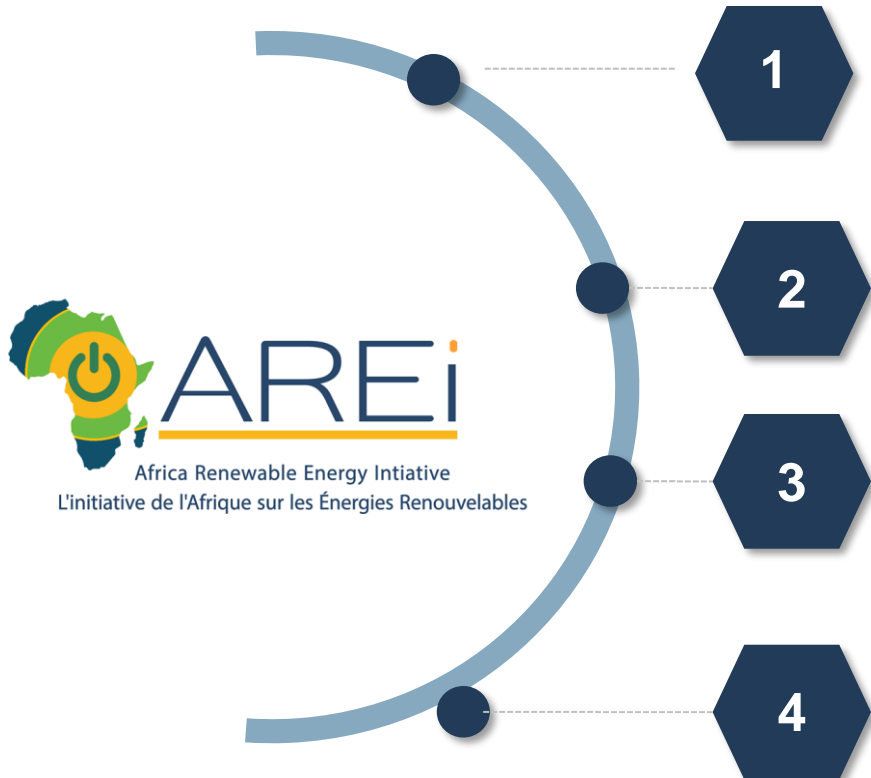 1
2
AREi
3
Africa Renewable Energy Intiative
L'initiative de l'Afrique sur les Énergies Renouvelables
4